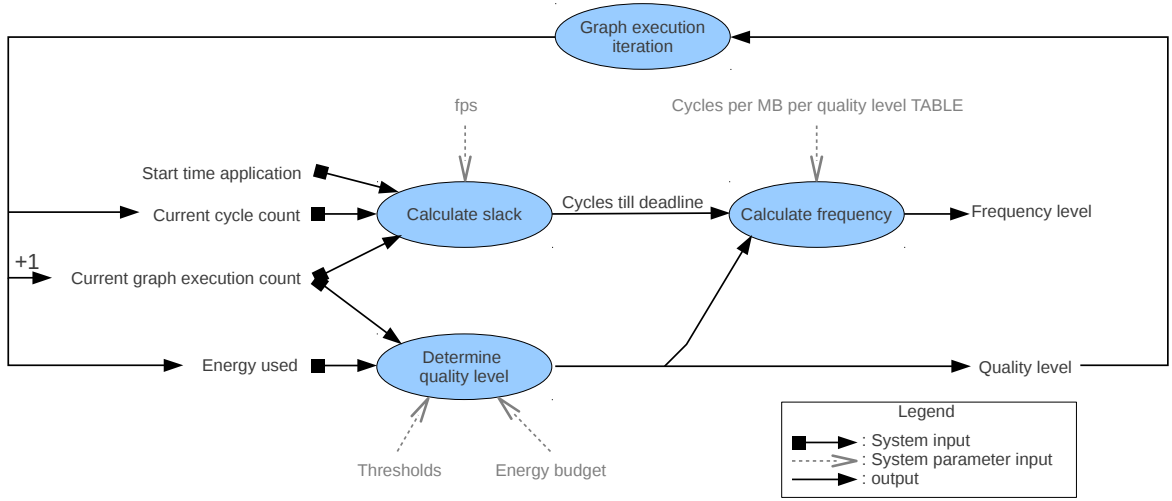 Graph execution
iteration
fps
Cycles per MB per quality level TABLE
Start time application
Current cycle count
Calculate slack
Cycles till deadline
Calculate frequency
Frequency level
+1
Current graph execution count
Energy used
Determine
quality level
Quality level
Thresholds
Energy budget
Legend
: System input
: System parameter input
: output